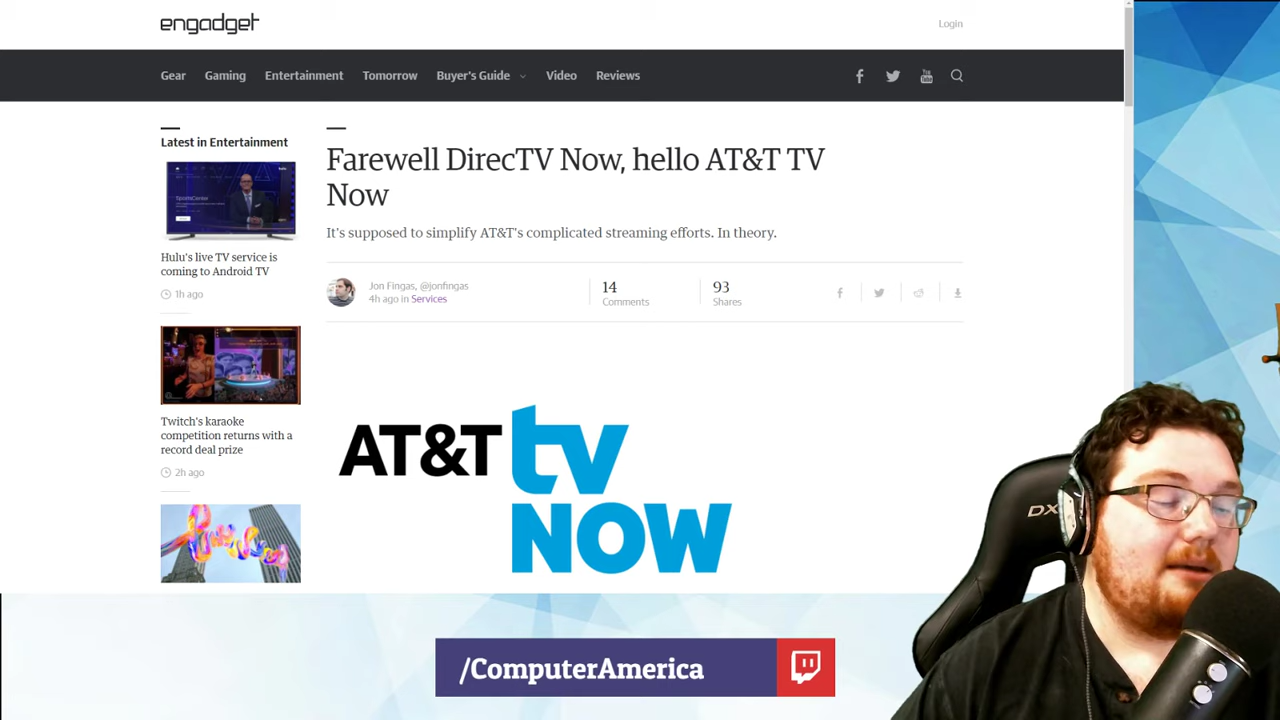 engadget
Login
Gear Gaming Entertainment Tomorrow Buyer's Guide Video Reviews
Latest in Entertainment
SportsCenter
Hulu's live TV service is
coming to Android TV
1h ago
Twitch's karaoke
competition returns with a
record deal prize
2h ago
Farewell DirecTV Now, hello AT&T TV
Now
It's supposed to simplify AT&T's complicated streaming efforts. In theory.
Jon Fingas, @jonfingas
4h ago in Services
14
Comments
93
Shares
AT&T tv
NOW
DX
/ComputerAmerica